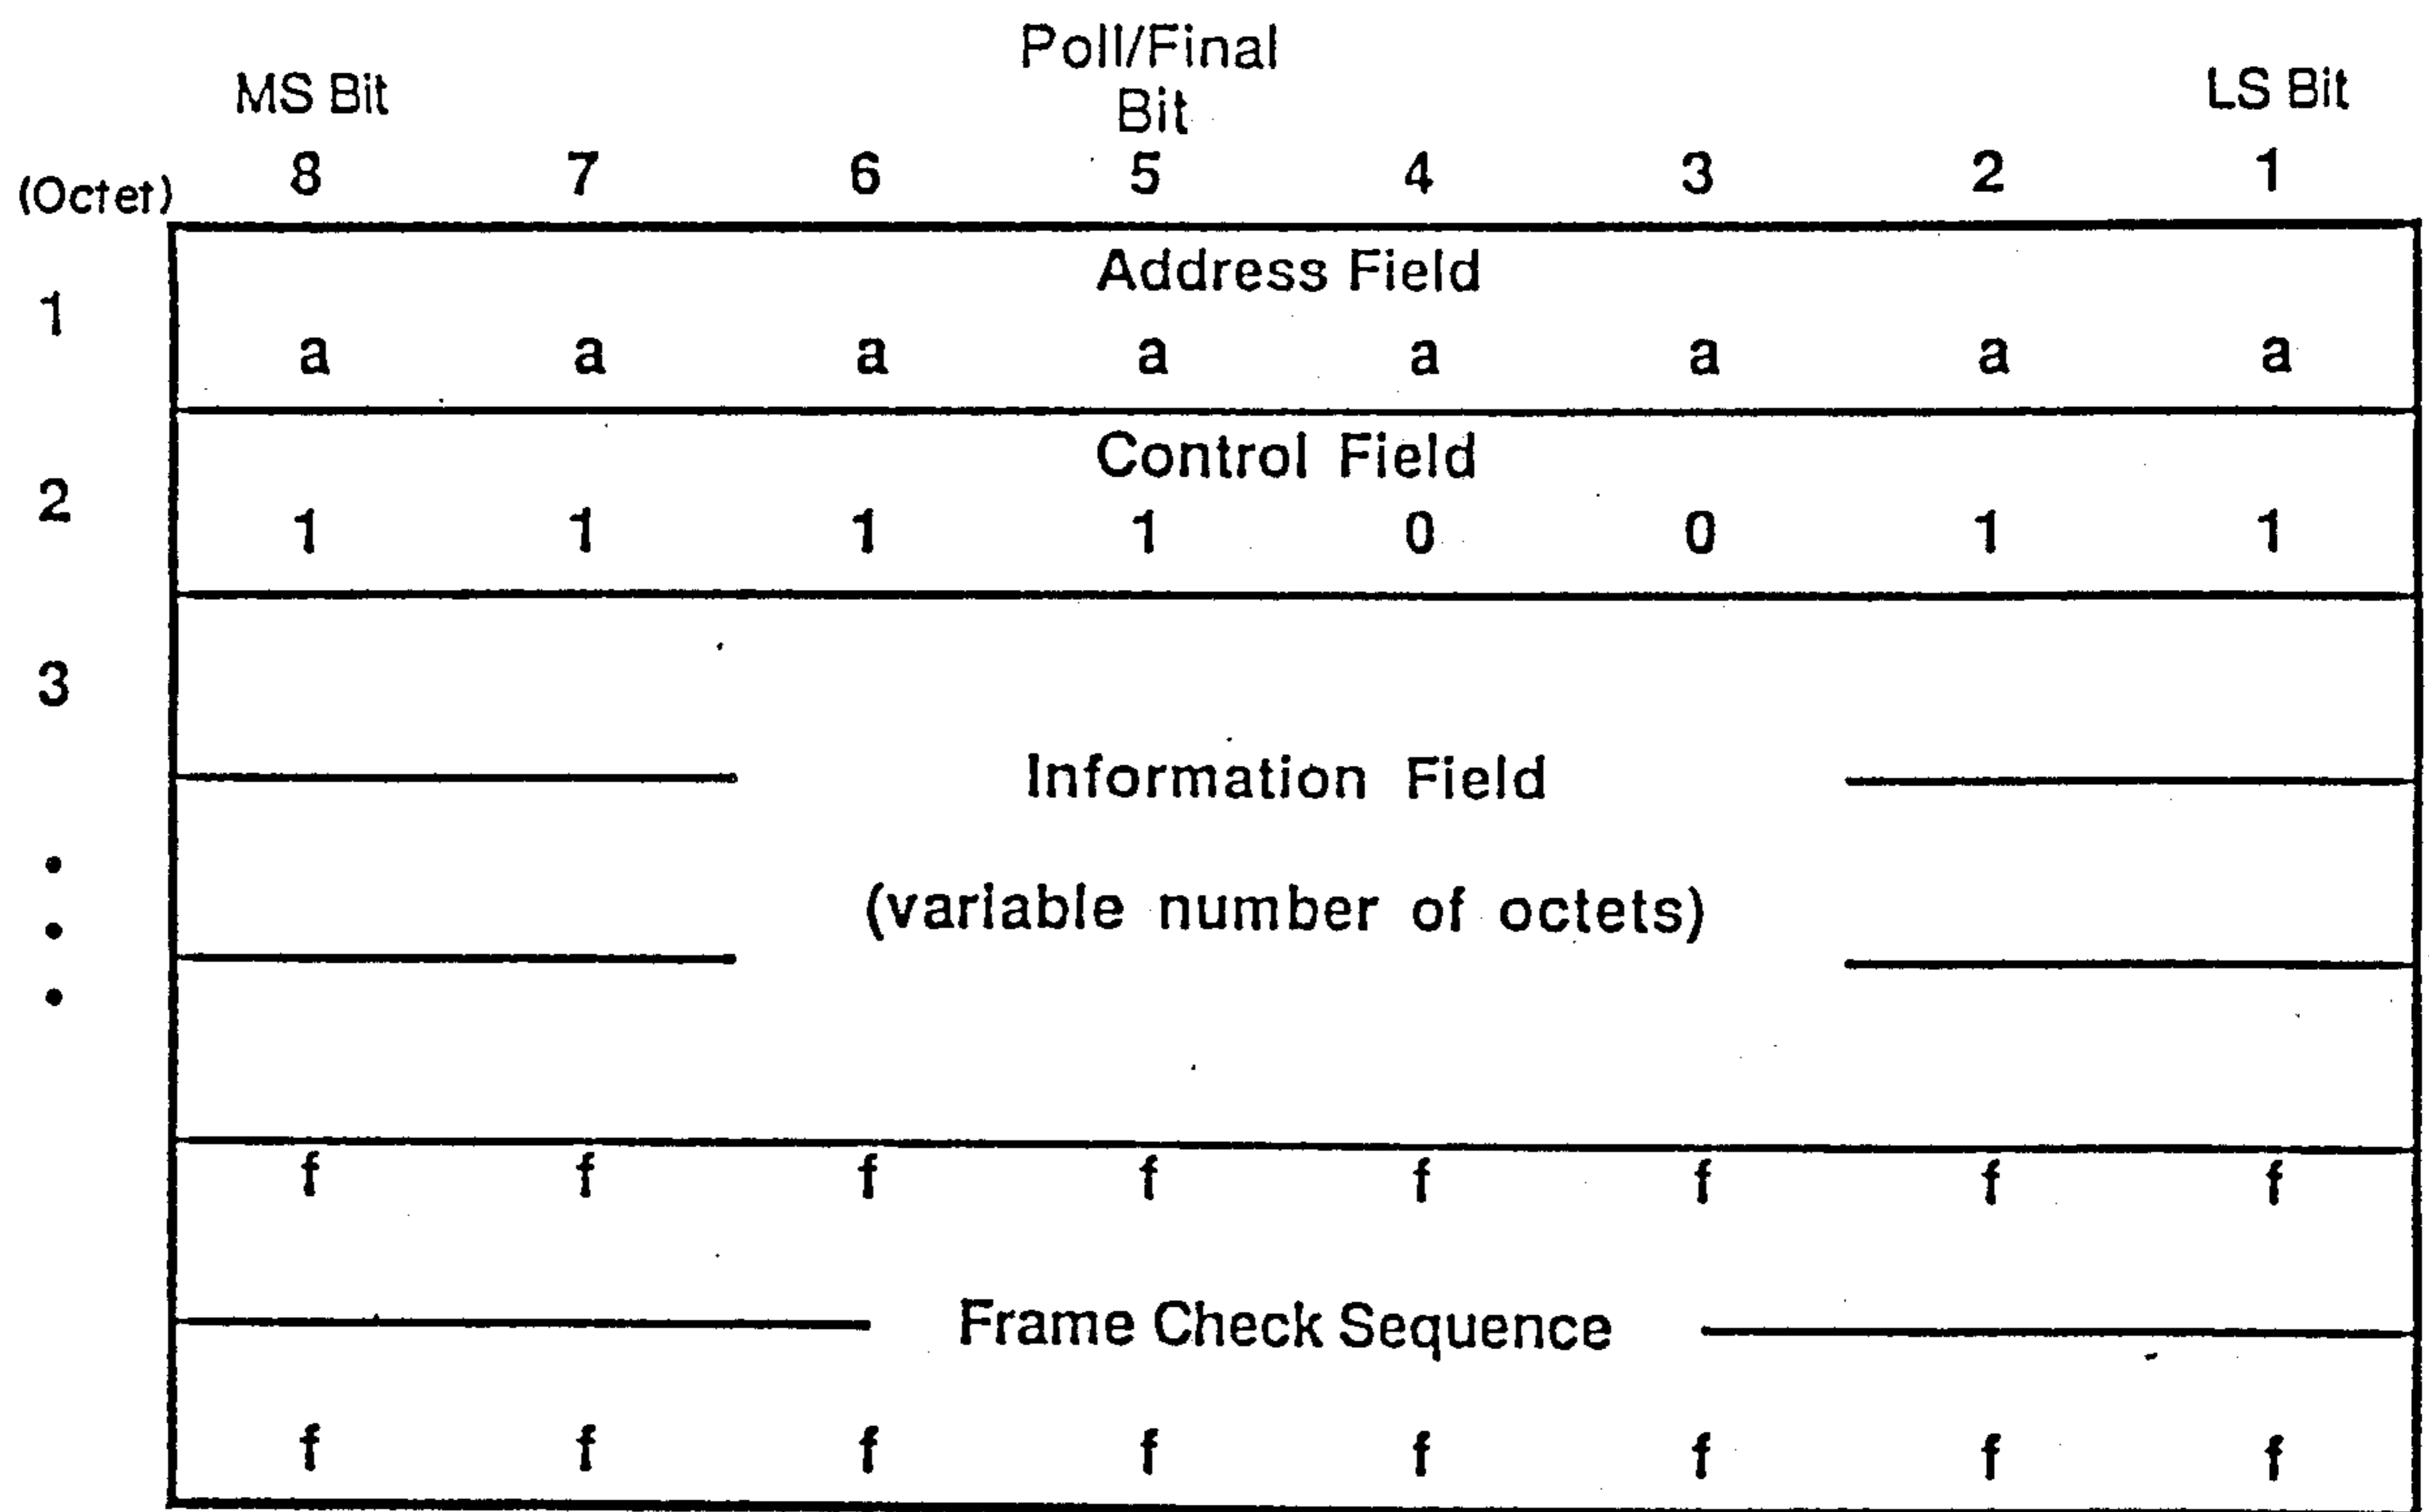 Poll/Final
MS Bit Bit LS Bit
(Octet) 8 7 6 5 4 3 2 1
Address Field
1
a a a a a a a a
Control Field
2
1 1 1 1 0 0 1 1
3
Information Field
(variable number of octets)
f f f f f f f f
Frame Check Sequence
f f f f f f f f